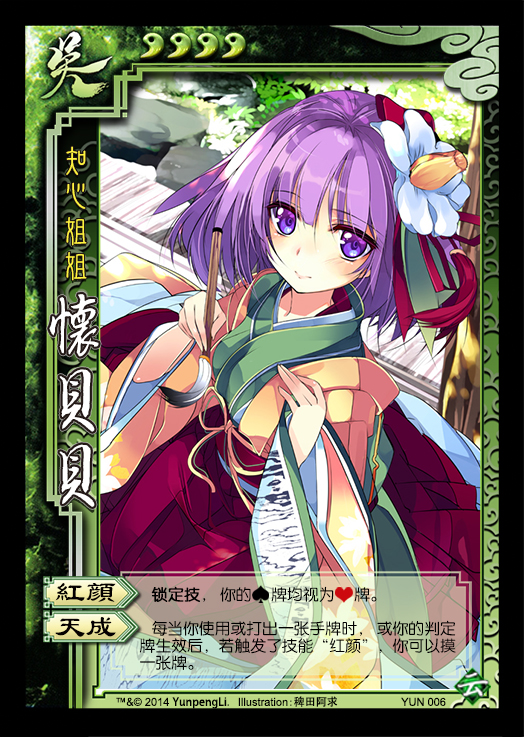 吴
知心姐姐
懷貝貝
紅顔
锁定技，你的♠牌均视为♥牌。
天成
每当你使用或打出一张手牌时，或你的判定
牌生效后，若触发了技能“红颜”，你可以摸
一张牌。
™&© 2014 YunpengLi. Illustration：稗田阿求
YUN 006
云